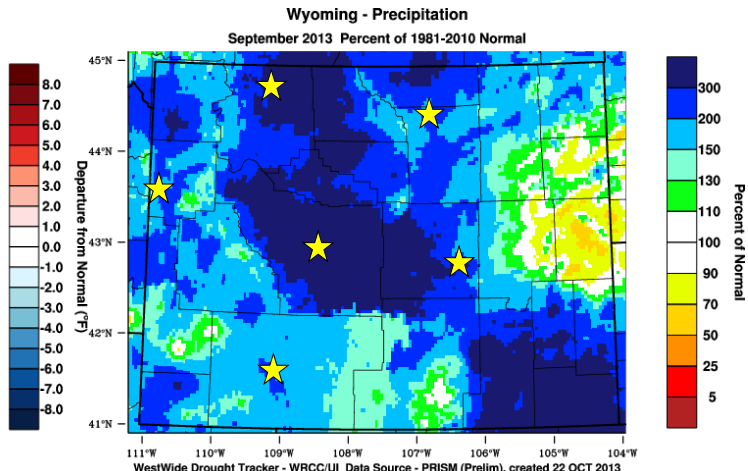 Wyoming - Precipitation
September 2013 Percent of 1981-2010 Normal
8.0
7.0
6.0
5.0
4.0
3.0
2.0
1.0
0.0
-1.0
-2.0
-3.0
-4.0
-5.0
-6.0
-7.0
-8.0
Departure from Normal (°F)
45°N
44°N
43°N
42°N
41°N
111°W
110°W
109°W
108°W
107°W
106°W
105°W
104°W
300
200
150
130
110
100
90
70
50
25
5
Percent of Normal
WestWide Drought Tracker - WRCC/UI Data Source - PRISM (Prelim), created 22 OCT 2013